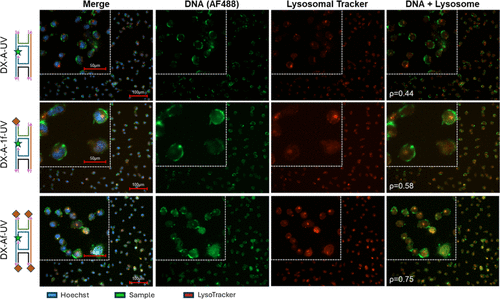 Merge DNA (AF488) Lysosomal Tracker DNA + Lysosome
DX-A-UV
50μm
100μm
ρ=0.44
DX-A-1f-UV
50μm
100μm
ρ=0.58
DX-Af-UV
100μm
ρ=0.75
Hoechst Sample LysoTracker